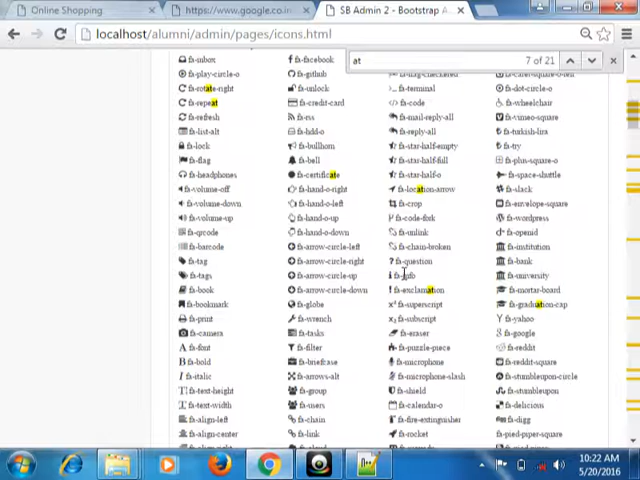 Online Shopping
https://www.google.co.in
SB Admin 2 - Bootstrap A
localhost/alumni/admin/pages/icons.html
at
7 of 21
fa-inbox
fa-facebook
fa-play-circle-o
fa-github
fa-flag-checkered
fa-caret-square-o
fa-rotate-right
fa-unlock
fa-terminal
fa-dot-circle-o
fa-repeat
fa-credit-card
fa-code
fa-wheelchair
fa-refresh
fa-rss
fa-mail-reply-all
fa-vimeo-square
fa-list-alt
fa-hdd-o
fa-reply-all
fa-turkish-lira
fa-lock
fa-bullhorn
fa-star-half-empty
fa-try
fa-flag
fa-bell
fa-star-half-full
fa-plus-square-o
fa-headphones
fa-certificate
fa-star-half-o
fa-space-shuttle
fa-volume-off
fa-hand-o-right
fa-location-arrow
fa-slack
fa-volume-down
fa-hand-o-left
fa-crop
fa-envelope-square
fa-volume-up
fa-hand-o-up
fa-code-fork
fa-wordpress
fa-qrcode
fa-hand-o-down
fa-unlink
fa-openid
fa-barcode
fa-arrow-circle-left
fa-chain-broken
fa-institution
fa-tag
fa-arrow-circle-right
fa-question
fa-bank
fa-tags
fa-arrow-circle-up
fa-info
fa-university
fa-book
fa-arrow-circle-down
fa-exclamation
fa-mortar-board
fa-bookmark
fa-globe
fa-superscript
fa-graduation-cap
fa-print
fa-wrench
fa-subscript
fa-yahoo
fa-camera
fa-tasks
fa-eraser
fa-google
fa-font
fa-filter
fa-puzzle-piece
fa-reddit
fa-bold
fa-briefcase
fa-microphone
fa-reddit-square
fa-italic
fa-arrows-alt
fa-microphone-slash
fa-stumbleupon-circle
fa-text-height
fa-group
fa-shield
fa-stumbleupon
fa-text-width
fa-users
fa-calendar-o
fa-delicious
fa-align-left
fa-chain
fa-fire-extinguisher
fa-digg
fa-align-center
fa-link
fa-rocket
fa-pied-piper-square
10:22 AM
5/20/2016